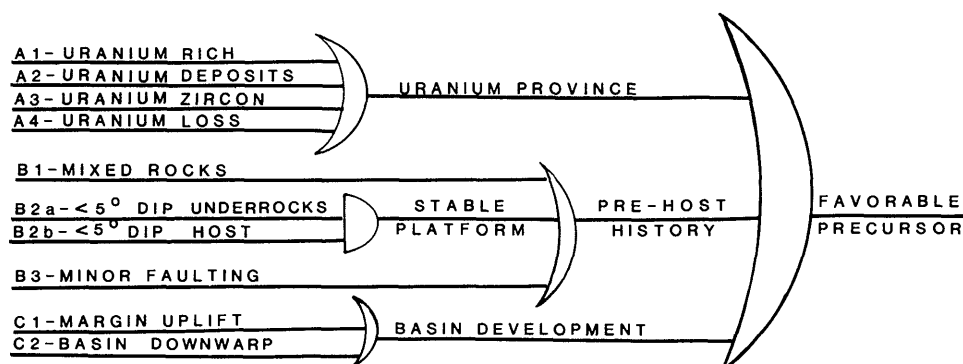 A1-URANIUM RICH
A2-URANIUM DEPOSITS
A3-URANIUM ZIRCON
A4-URANIUM LOSS
URANIUM PROVINCE
B1-MIXED ROCKS
B2a-<5° DIP UNDERROCKS
B2b-<5° DIP HOST
STABLE
PLATFORM
PRE-HOST
HISTORY
B3-MINOR FAULTING
C1-MARGIN UPLIFT
C2-BASIN DOWNWARP
BASIN DEVELOPMENT
FAVORABLE
PRECURSOR